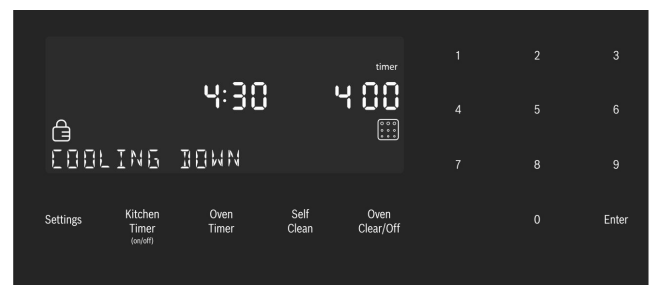 timer
4:30 400
COOLING DOWN
1 2 3
4 5 6
7 8 9
0 Enter
Settings
Kitchen
Timer
(on/off)
Oven
Timer
Self
Clean
Oven
Clear/Off